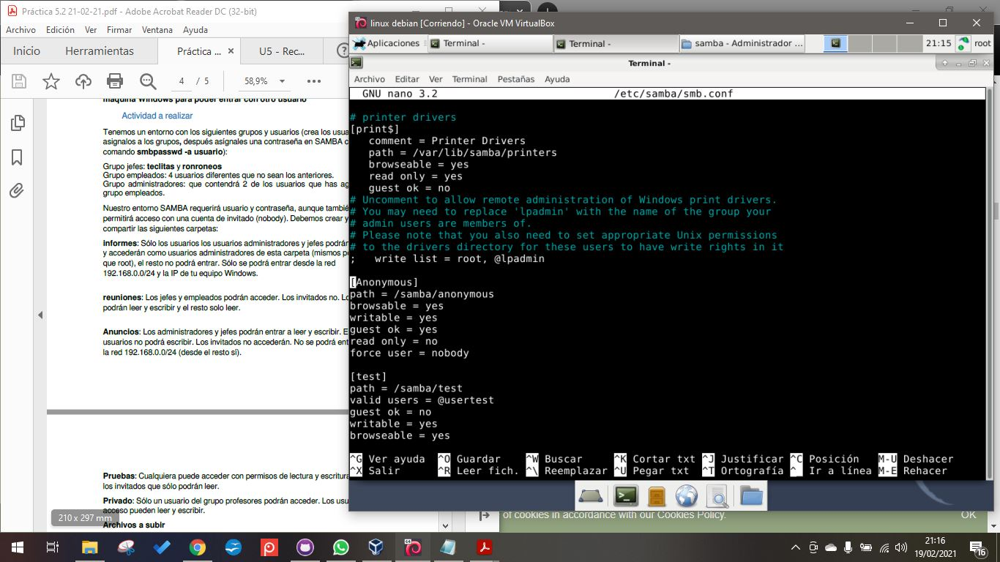 Práctica 5.2 21-02-21.pdf - Adobe Acrobat Reader DC (32-bit)
Archivo Edición Ver Firmar Ventana Ayuda
Inicio Herramientas Práctica ... × U5 - Rec...
4 / 5 58,9%
máquina Windows para poder entrar con otro usuario
Actividad a realizar
Tenemos un entorno con los siguientes grupos y usuarios (crea los usua
asígnalos a los grupos, después asígnales una contraseña en SAMBA c
comando smbpasswd -a usuario):
Grupo jefes: teclitas y ronroneos
Grupo empleados: 4 usuarios diferentes que no sean los anteriores.
Grupo administradores: que contendrá 2 de los usuarios que has ag
grupo empleados.
Nuestro entorno SAMBA requerirá usuario y contraseña, aunque tambié
permitirá acceso con una cuenta de invitado (nobody). Debemos crear y
compartir las siguientes carpetas:
informes: Sólo los usuarios los usuarios administradores y jefes podrán
y accederán como usuarios administradores de esta carpeta (mismos p
que root), el resto no podrá entrar. Sólo se podrá entrar desde la red
192.168.0.0/24 y la IP de tu equipo Windows.
reuniones: Los jefes y empleados podrán acceder. Los invitados no. Lo
podrán leer y escribir y el resto solo leer.
Anuncios: Los administradores y jefes podrán entrar a leer y escribir. E
usuarios no podrá escribir. Los invitados no accederán. No se podrá ent
la red 192.168.0.0/24 (desde el resto sí).
Pruebas: Cualquiera puede acceder con permisos de lectura y escritura
los invitados que sólo podrán leer.
Privado: Sólo un usuario del grupo profesores podrán acceder. Los usu
acceso pueden leer y escribir.
Archivos a subir
210 x 297 mm
linux debian [Corriendo] - Oracle VM VirtualBox
Aplicaciones Terminal - Terminal - samba - Administrador ... 21:15 root
Terminal -
Archivo Editar Ver Terminal Pestañas Ayuda
GNU nano 3.2 /etc/samba/smb.conf
# printer drivers
[print$]
comment = Printer Drivers
path = /var/lib/samba/printers
browseable = yes
read only = yes
guest ok = no
# Uncomment to allow remote administration of Windows print drivers.
# You may need to replace 'lpadmin' with the name of the group your
# admin users are members of.
# Please note that you also need to set appropriate Unix permissions
# to the drivers directory for these users to have write rights in it
; write list = root, @lpadmin
[Anonymous]
path = /samba/anonymous
browsable = yes
writable = yes
guest ok = yes
read only = no
force user = nobody
[test]
path = /samba/test
valid users = @usertest
guest ok = no
writable = yes
browseable = yes
^G Ver ayuda ^O Guardar ^W Buscar ^K Cortar txt ^J Justificar ^C Posición M-U Deshacer
^X Salir ^R Leer fich. ^\ Reemplazar ^U Pegar txt ^T Ortografía ^_ Ir a línea M-E Rehacer
of cookies in accordance with our Cookies Policy. OK
21:16
19/02/2021
16